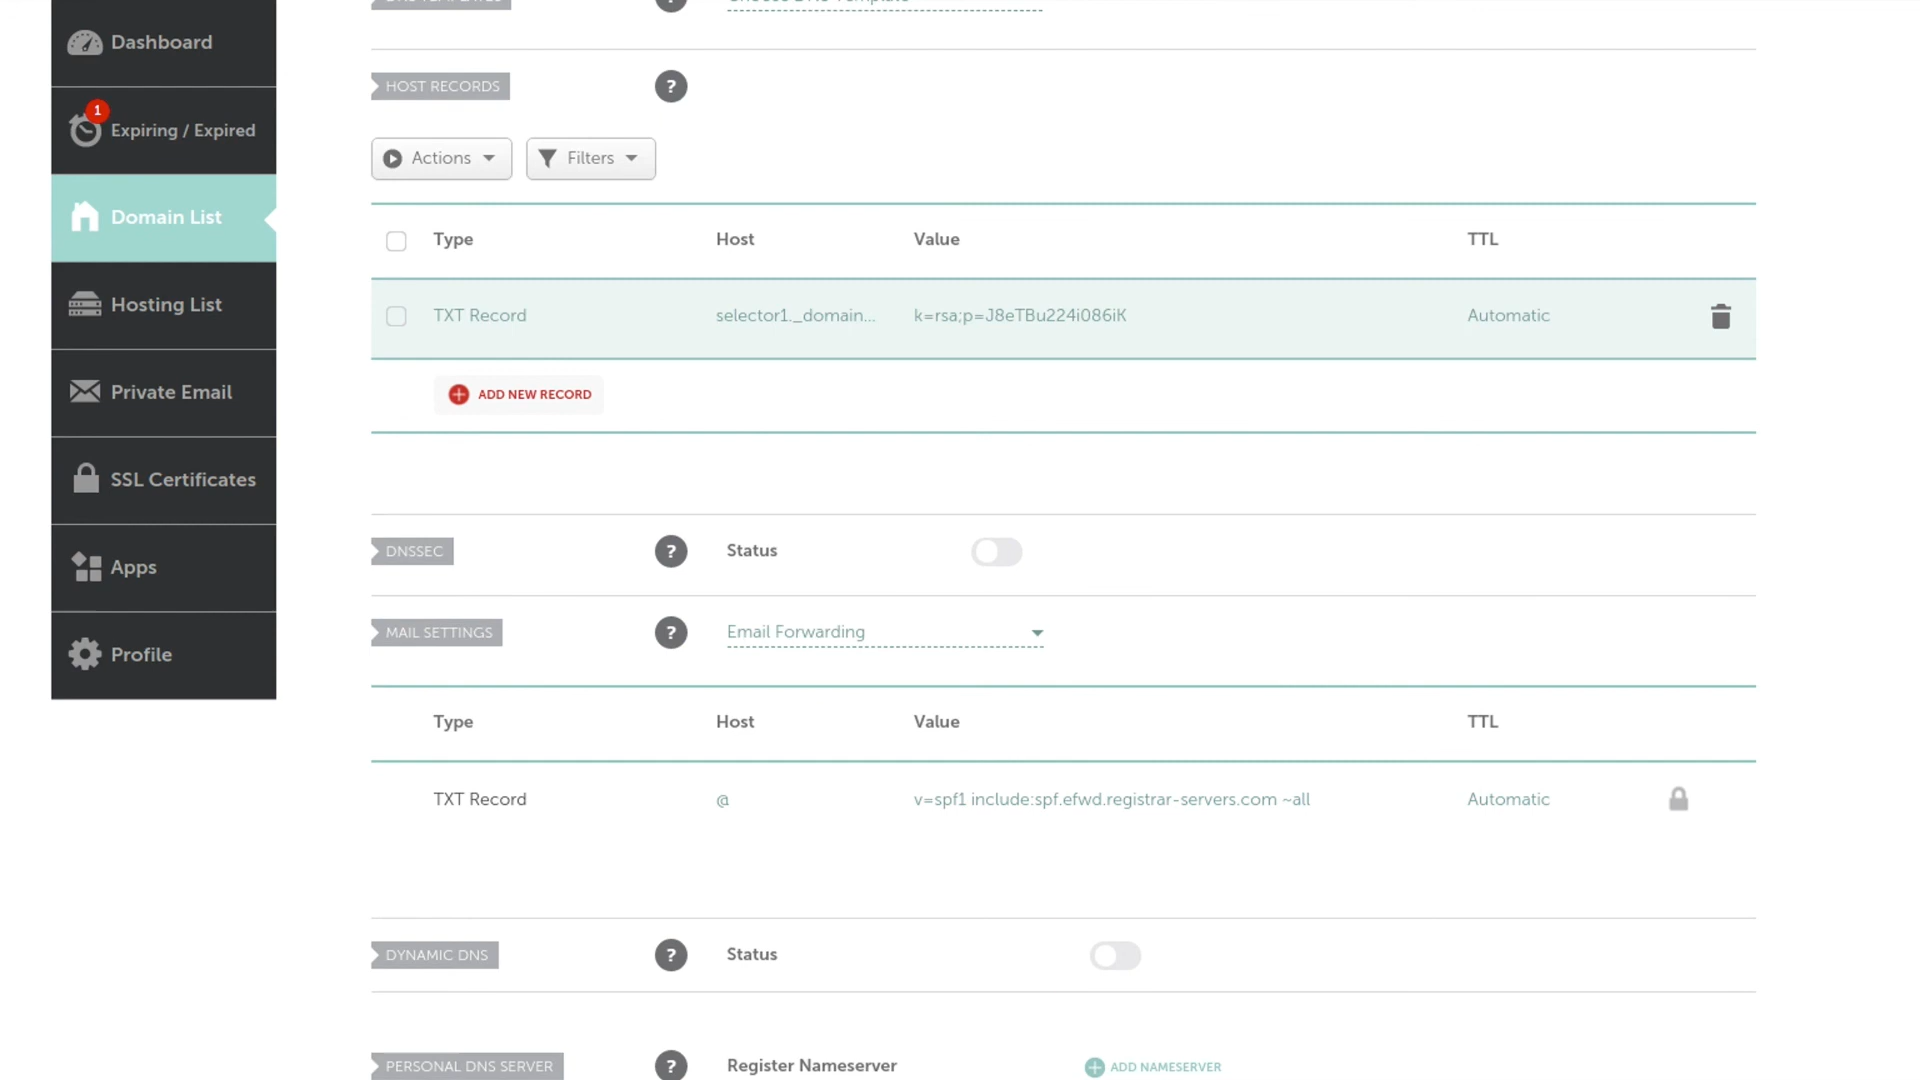 Dashboard
1
Expiring / Expired
Domain List
Hosting List
Private Email
SSL Certificates
Apps
Profile
HOST RECORDS
?
Actions
Filters
Type Host Value TTL
TXT Record selector1._domain... k=rsa;p=J8eTBu224i086iK Automatic
ADD NEW RECORD
DNSSEC ? Status
MAIL SETTINGS ? Email Forwarding
Type Host Value TTL
TXT Record @ v=spf1 include:spf.efwd.registrar-servers.com ~all Automatic
DYNAMIC DNS ? Status
PERSONAL DNS SERVER ? Register Nameserver ADD NAMESERVER